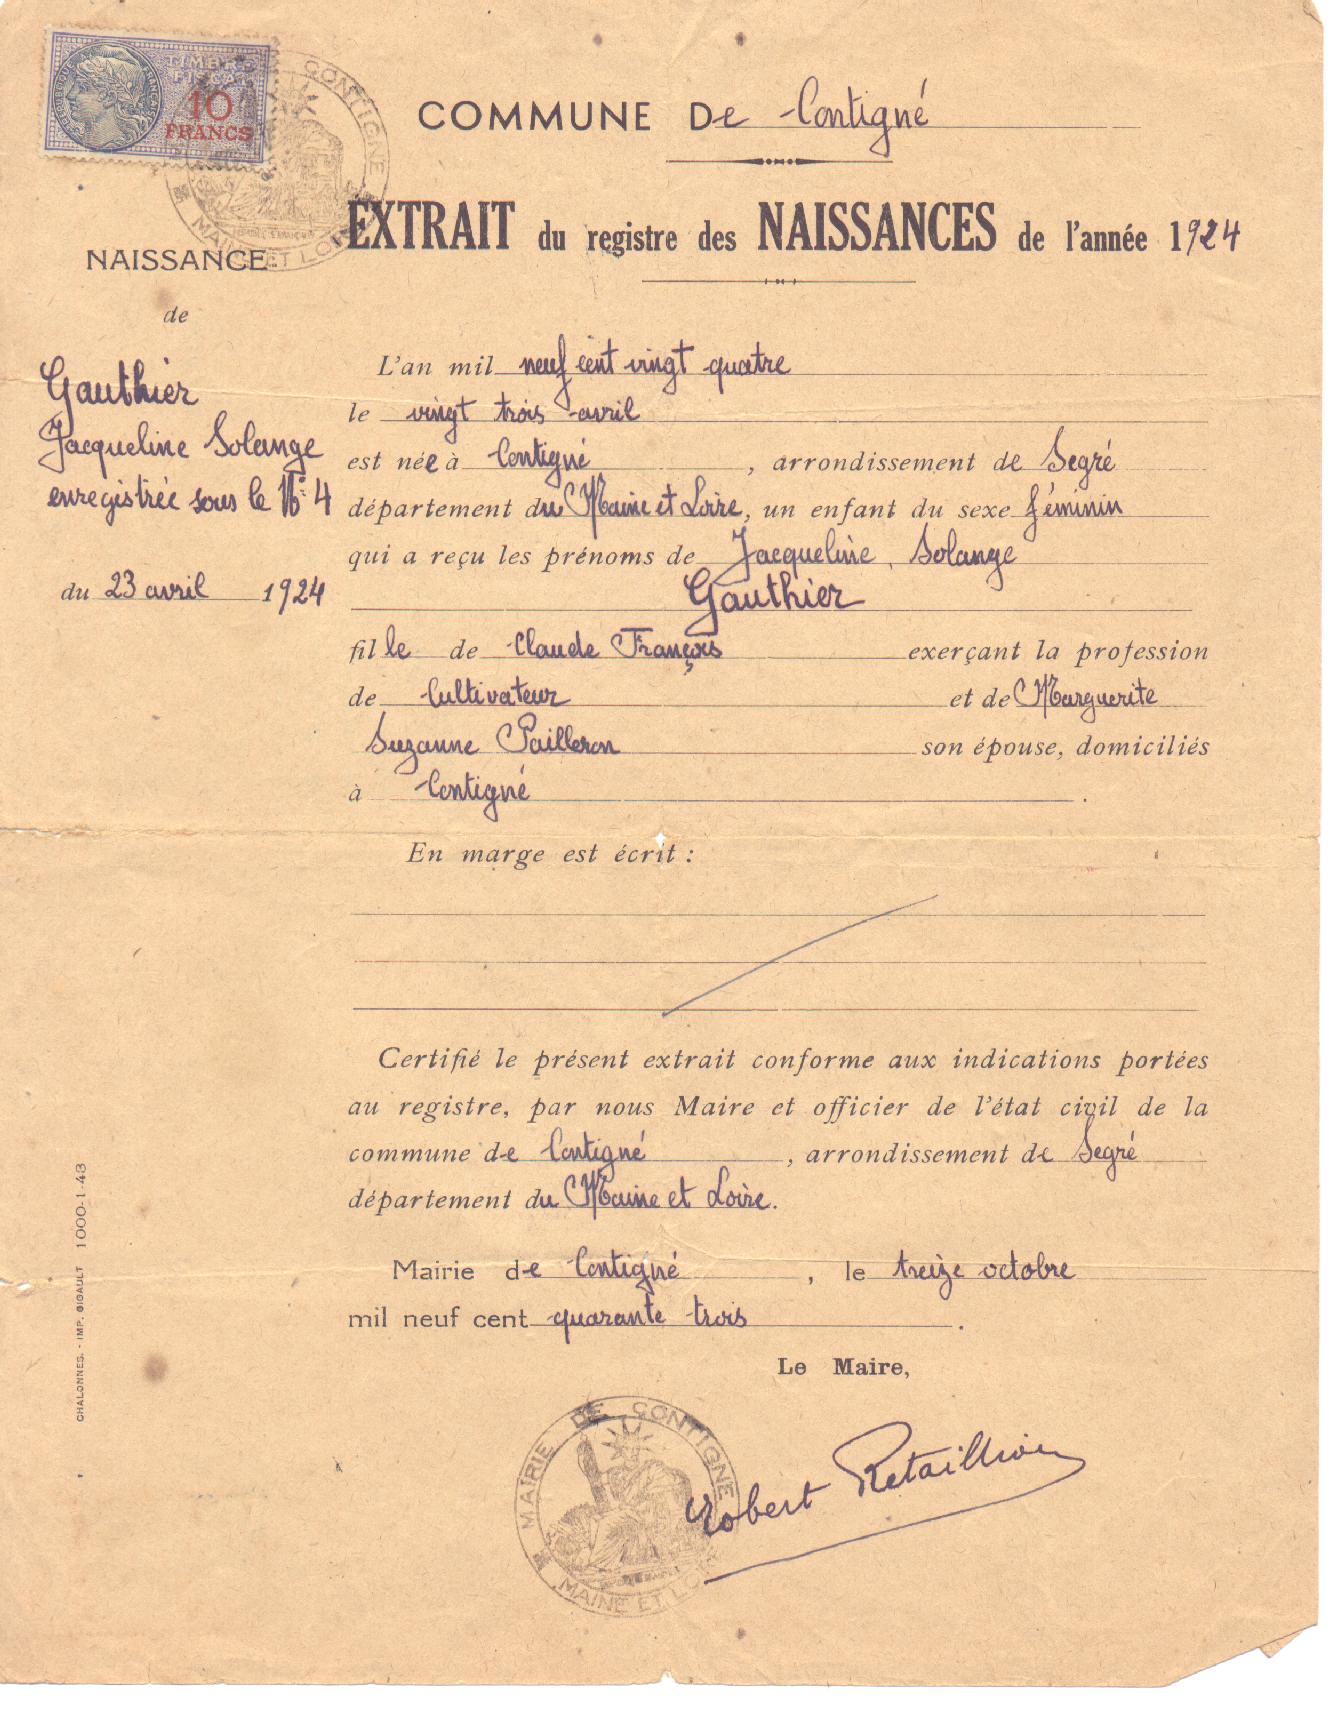 TIMBRE
FISCAL
10
FRANCS
COMMUNE De Contigné
EXTRAIT du registre des NAISSANCES de l'année 1924
NAISSANCE
de
Gauthier
Jacqueline Solange
enregistrée sous le N° 4
du 23 avril 1924
L'an mil neuf cent vingt quatre
le vingt trois avril
est née à Contigné , arrondissement de Segré
département du Maine et Loire, un enfant du sexe féminin
qui a reçu les prénoms de Jacqueline, Solange
Gauthier
fille de Claude François exerçant la profession
de Cultivateur et de Marguerite
Suzanne Pailleron son épouse, domiciliés
à Contigné .
En marge est écrit :
Certifié le présent extrait conforme aux indications portées
au registre, par nous Maire et officier de l'état civil de la
commune de Contigné , arrondissement de Segré
département du Maine et Loire.
Mairie de Contigné , le treize octobre
mil neuf cent quarante trois .
Le Maire,
MAIRIE DE CONTIGNÉ
MAINE ET LOIRE
Robert
CHALONNES. - IMP. GIGAULT 1000-1-43